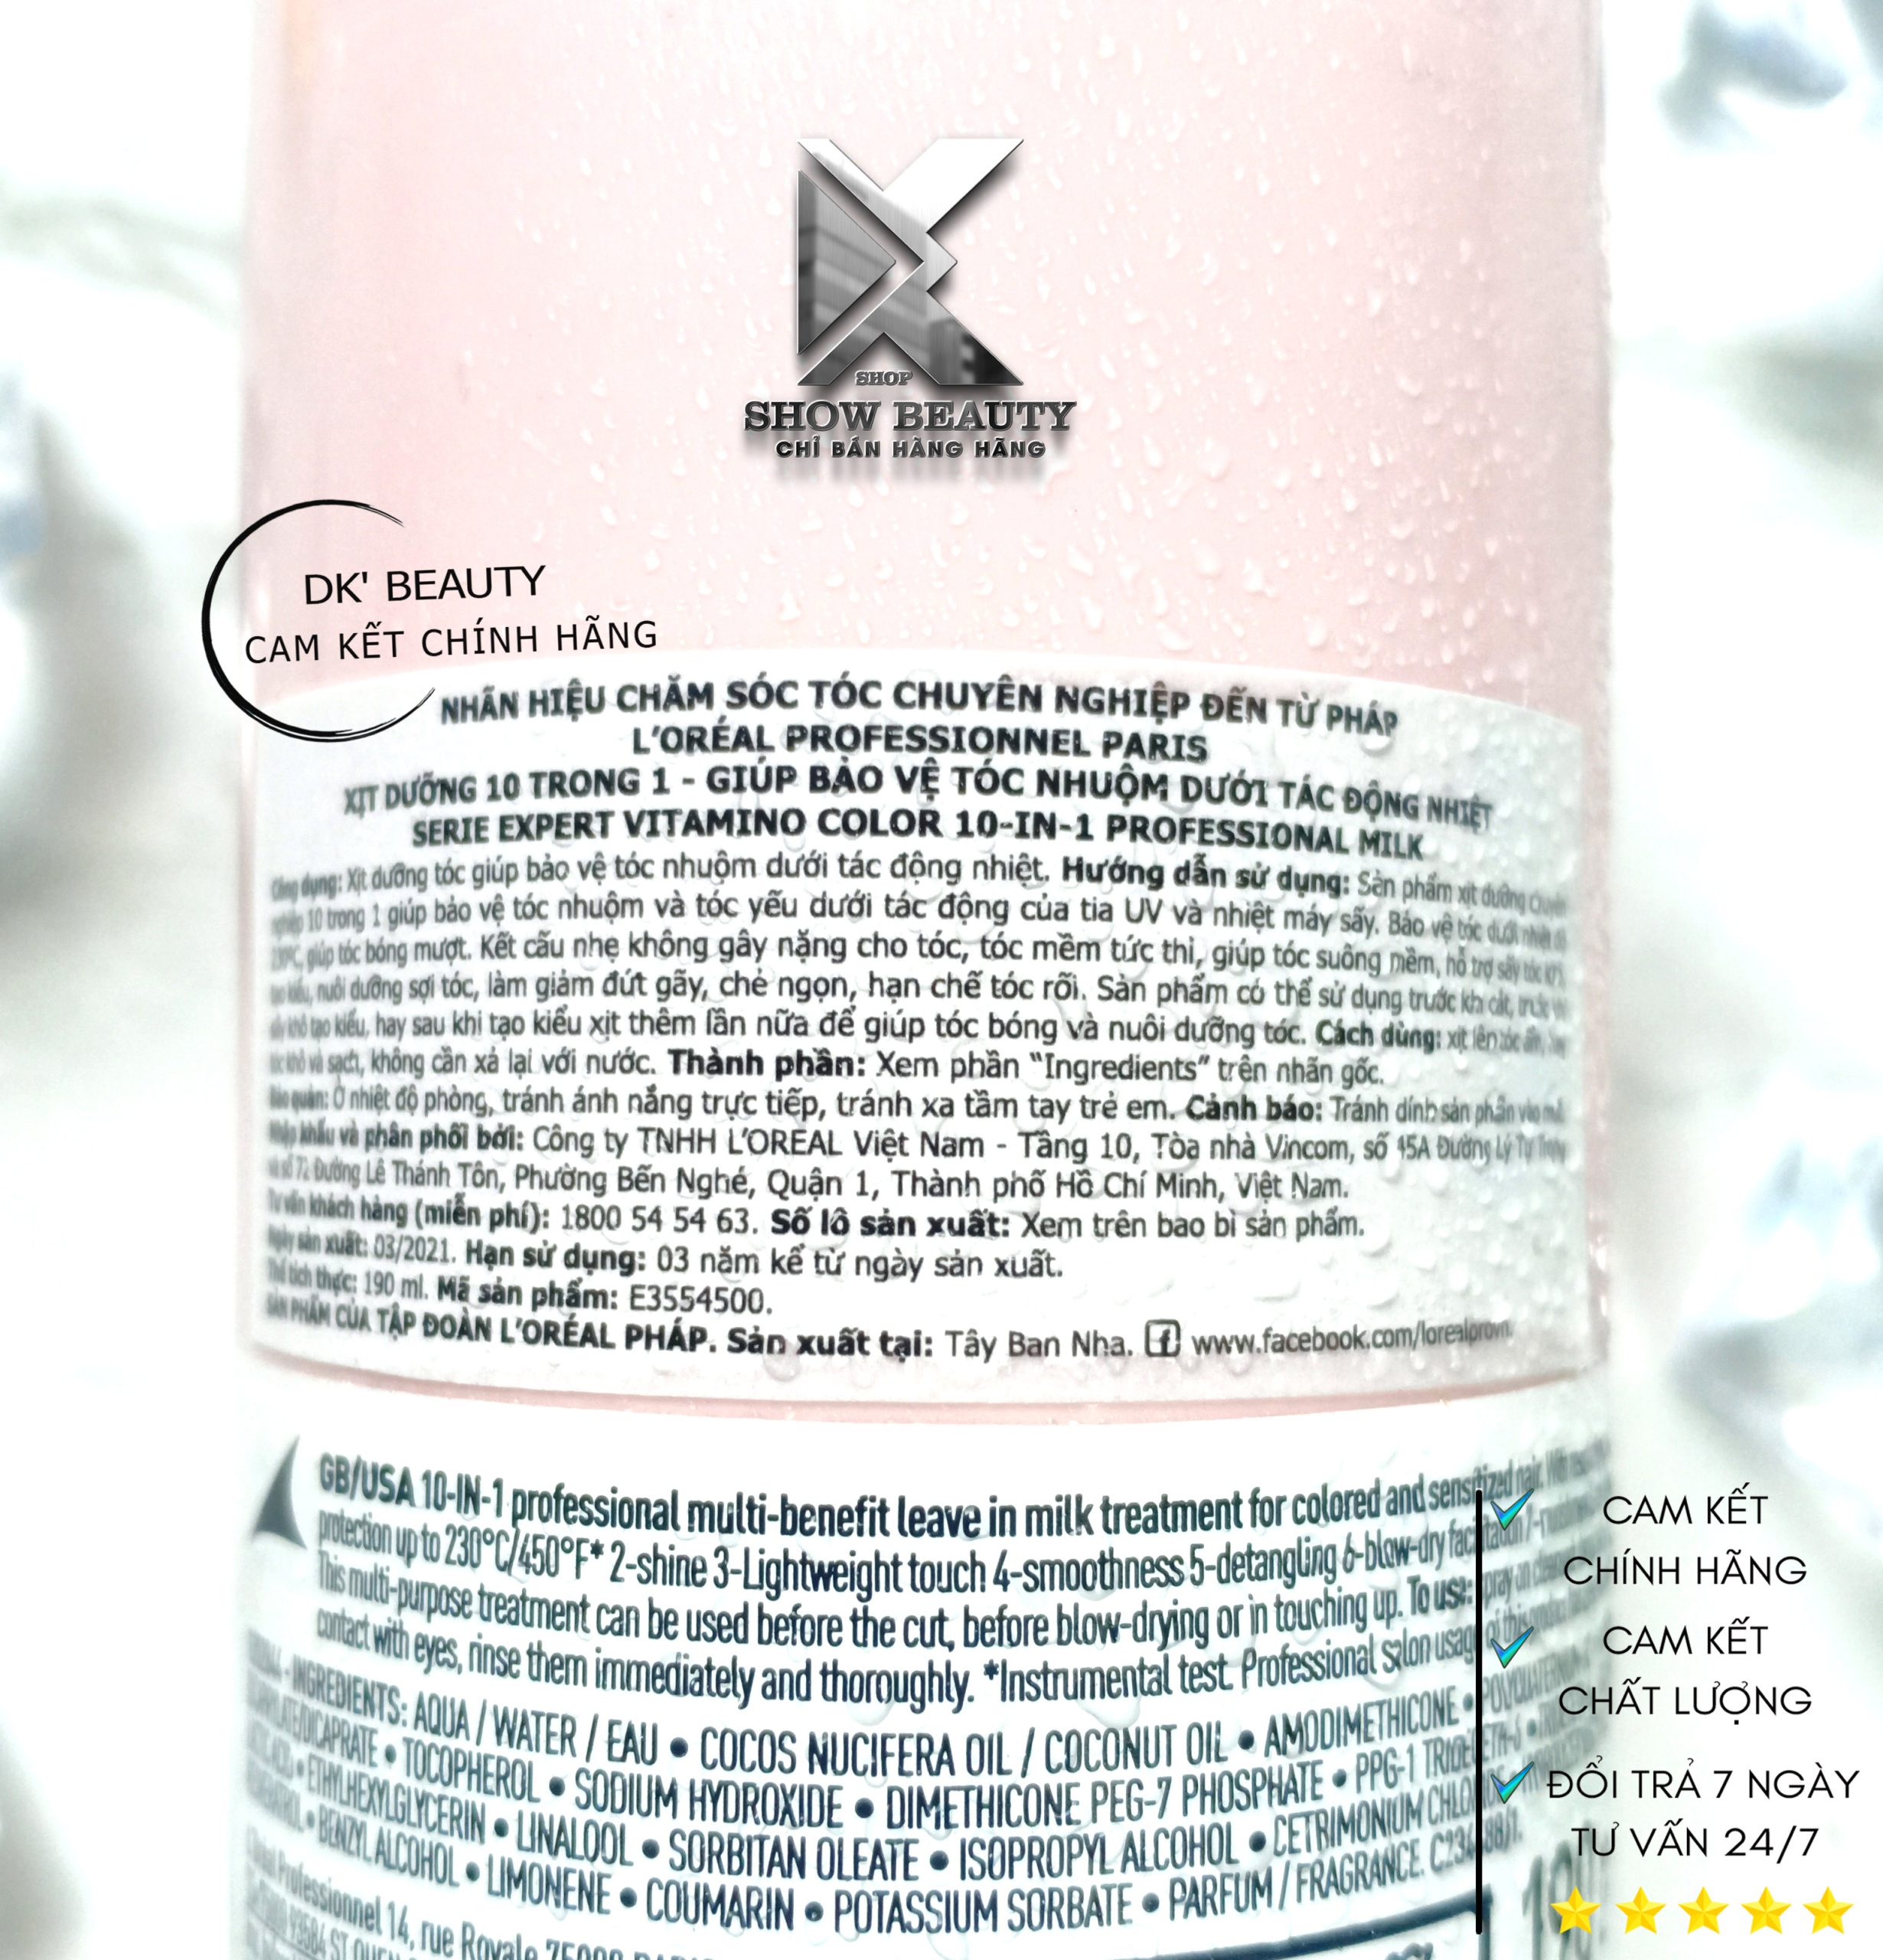 SHOP
SHOW BEAUTY
CHỈ BÁN HÀNG HÃNG
DK' BEAUTY
CAM KẾT CHÍNH HÃNG
NHÃN HIỆU CHĂM SÓC TÓC CHUYÊN NGHIỆP ĐẾN TỪ PHÁP
L'ORÉAL PROFESSIONNEL PARIS
XỊT DƯỠNG 10 TRONG 1 - GIÚP BẢO VỆ TÓC NHUỘM DƯỚI TÁC ĐỘNG NHIỆT
SERIE EXPERT VITAMINO COLOR 10-IN-1 PROFESSIONAL MILK
Công dụng: Xịt dưỡng tóc giúp bảo vệ tóc nhuộm dưới tác động nhiệt. Hướng dẫn sử dụng: Sản phẩm xịt dưỡng chuyên
nghiệp 10 trong 1 giúp bảo vệ tóc nhuộm và tóc yếu dưới tác động của tia UV và nhiệt máy sấy. Bảo vệ tóc dưới nhiệt độ
230°C, giúp tóc bóng mượt. Kết cấu nhẹ không gây nặng cho tóc, tóc mềm tức thì, giúp tóc suông mềm, hỗ trợ sấy tóc
tạo kiểu, nuôi dưỡng sợi tóc, làm giảm đứt gãy, chẻ ngọn, hạn chế tóc rối. Sản phẩm có thể sử dụng trước khi cắt, trước
sấy khô tạo kiểu, hay sau khi tạo kiểu xịt thêm lần nữa để giúp tóc bóng và nuôi dưỡng tóc. Cách dùng: xịt lên tóc ẩm,
tóc khô và sạch, không cần xả lại với nước. Thành phần: Xem phần "Ingredients" trên nhãn gốc.
Bảo quản: Ở nhiệt độ phòng, tránh ánh nắng trực tiếp, tránh xa tầm tay trẻ em. Cảnh báo: Tránh dính sản phẩm vào mắt.
Nhập khẩu và phân phối bởi: Công ty TNHH L'OREAL Việt Nam - Tầng 10, Tòa nhà Vincom, số 45A Đường Lý Tự Trọng
và số 72 Đường Lê Thánh Tôn, Phường Bến Nghé, Quận 1, Thành phố Hồ Chí Minh, Việt Nam.
Tư vấn khách hàng (miễn phí): 1800 54 54 63. Số lô sản xuất: Xem trên bao bì sản phẩm.
Ngày sản xuất: 03/2021. Hạn sử dụng: 03 năm kể từ ngày sản xuất.
Thể tích thực: 190 ml. Mã sản phẩm: E3554500.
SẢN PHẨM CỦA TẬP ĐOÀN L'ORÉAL PHÁP. Sản xuất tại: Tây Ban Nha. f www.facebook.com/lorealprovn.
GB/USA 10-IN-1 professional multi-benefit leave in milk treatment for colored and sensitized hair. With
protection up to 230°C/450°F* 2-shine 3-Lightweight touch 4-smoothness 5-detangling 6-blow-dry facilitation
This multi-purpose treatment can be used before the cut, before blow-drying or in touching up. To use: spray on
contact with eyes, rinse them immediately and thoroughly. *Instrumental test. Professional salon usage
INGREDIENTS: AQUA / WATER / EAU • COCOS NUCIFERA OIL / COCONUT OIL • AMODIMETHICONE •
TOCOPHEROL • SODIUM HYDROXIDE • DIMETHICONE PEG-7 PHOSPHATE • PPG-1 TRIDECETH-6 •
ETHYLHEXYLGLYCERIN • LINALOOL • SORBITAN OLEATE • ISOPROPYL ALCOHOL • CETRIMONIUM
BENZYL ALCOHOL • LIMONENE • COUMARIN • POTASSIUM SORBATE • PARFUM / FRAGRANCE.
Professionnel 14, rue Royale
93584 ST
CAM KẾT
CHÍNH HÃNG
CAM KẾT
CHẤT LƯỢNG
ĐỔI TRẢ 7 NGÀY
TƯ VẤN 24/7